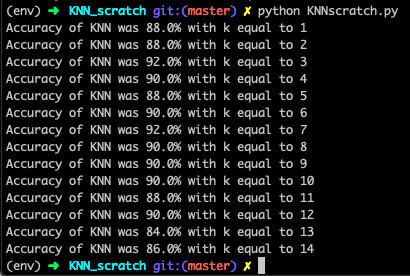 (env) ➜ KNN_scratch git:(master) ✗ python KNNscratch.py
Accuracy of KNN was 88.0% with k equal to 1
Accuracy of KNN was 88.0% with k equal to 2
Accuracy of KNN was 92.0% with k equal to 3
Accuracy of KNN was 90.0% with k equal to 4
Accuracy of KNN was 88.0% with k equal to 5
Accuracy of KNN was 90.0% with k equal to 6
Accuracy of KNN was 92.0% with k equal to 7
Accuracy of KNN was 90.0% with k equal to 8
Accuracy of KNN was 90.0% with k equal to 9
Accuracy of KNN was 90.0% with k equal to 10
Accuracy of KNN was 88.0% with k equal to 11
Accuracy of KNN was 90.0% with k equal to 12
Accuracy of KNN was 84.0% with k equal to 13
Accuracy of KNN was 86.0% with k equal to 14
(env) ➜ KNN_scratch git:(master) ✗